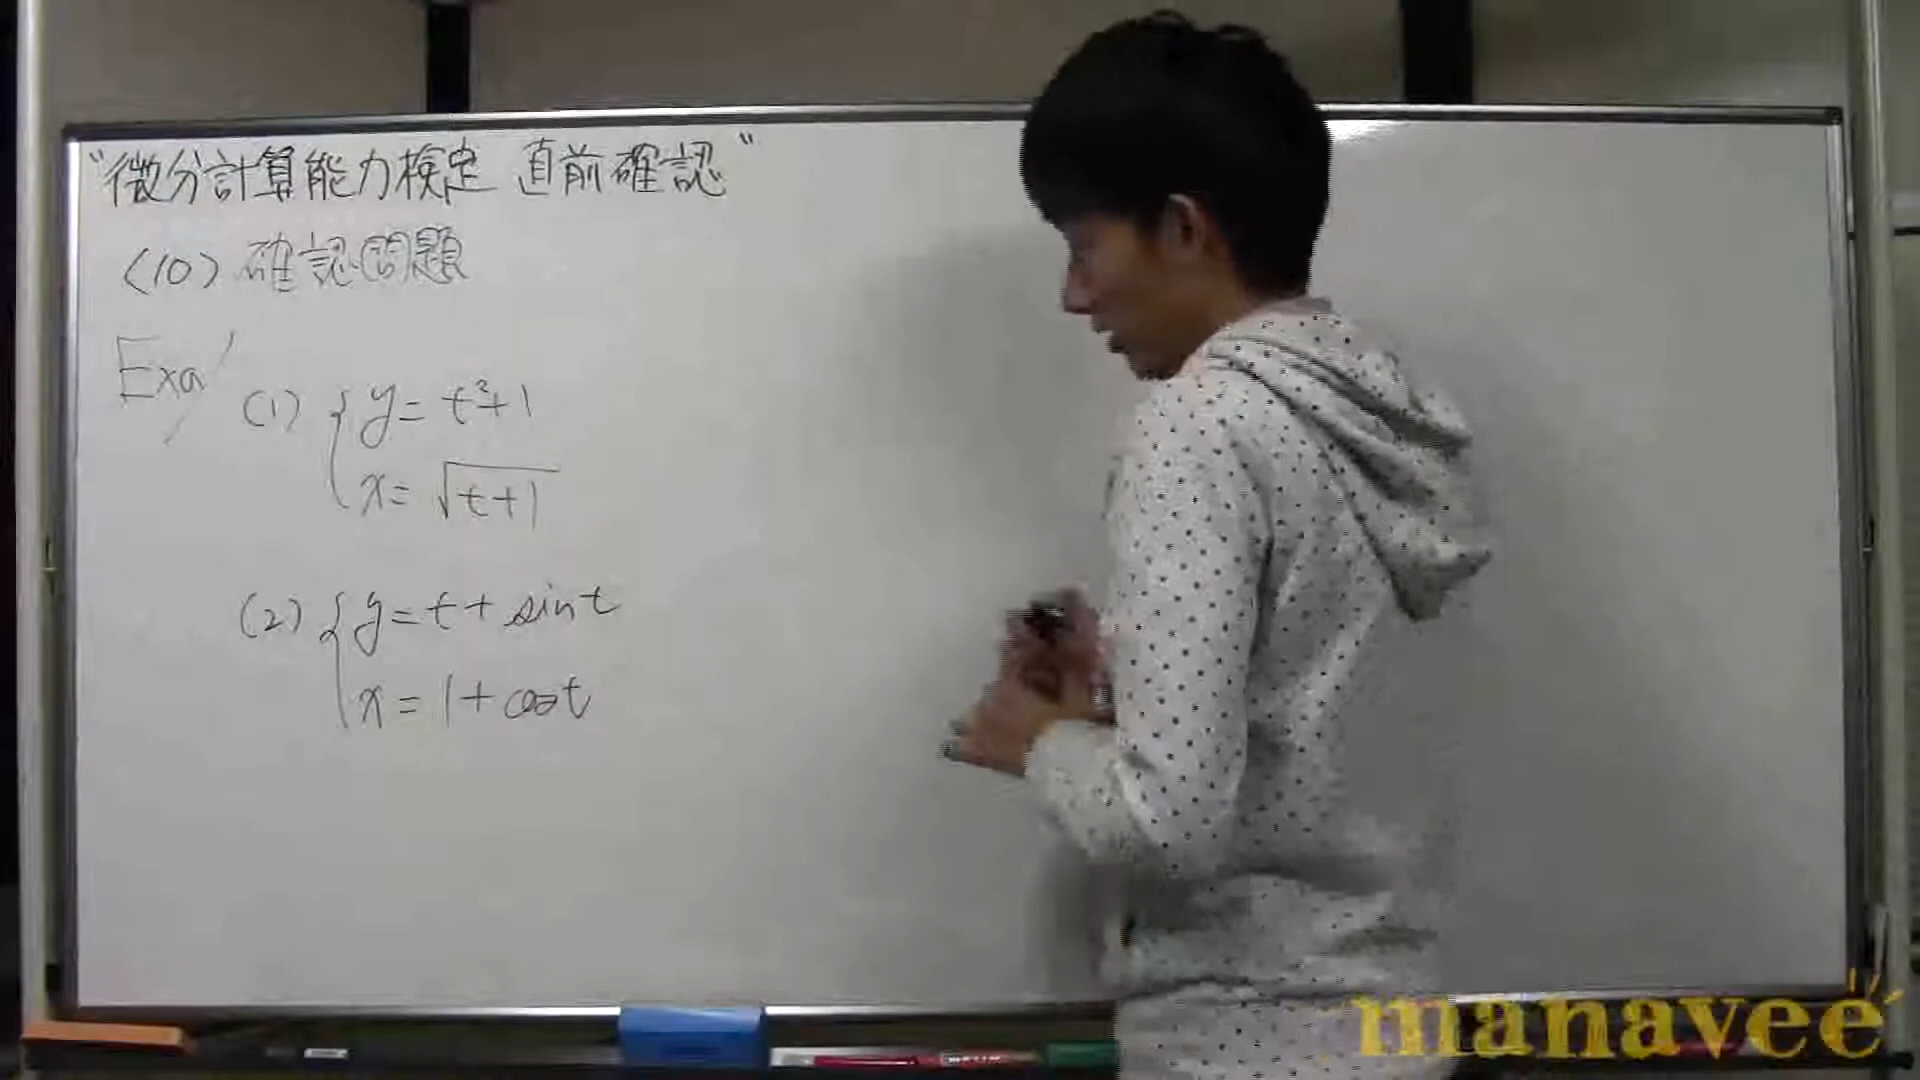 "微分計算能力検定 直前確認"
(10) 確認問題
Exa/
(1) { y = t²+1
x = √t+1
(2) { y = t + sin t
x = 1 + cos t
manavee